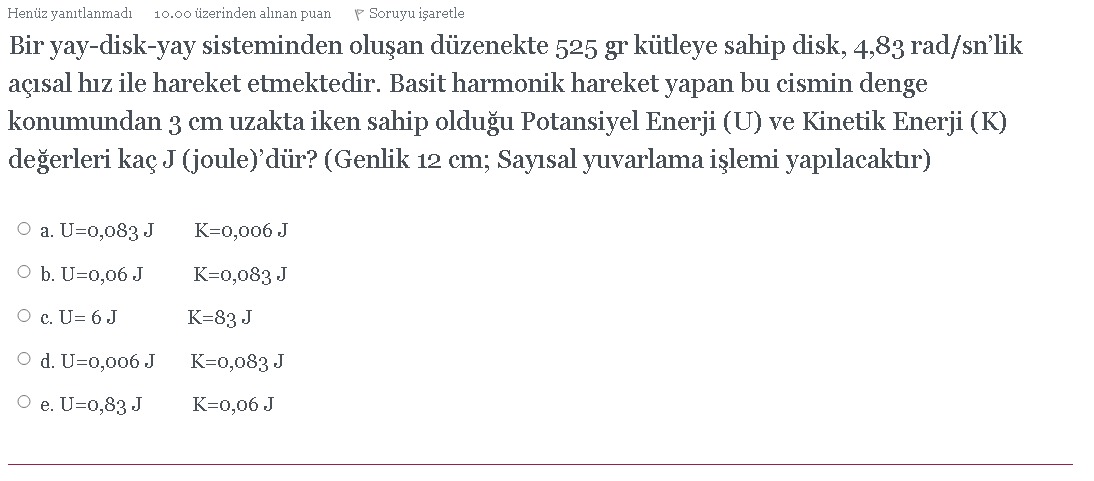 Henüz yanıtlanmadı 10.00 üzerinden alınan puan Soruyu işaretle
Bir yay-disk-yay sisteminden oluşan düzenekte 525 gr kütleye sahip disk, 4,83 rad/sn'lik
açısal hız ile hareket etmektedir. Basit harmonik hareket yapan bu cismin denge
konumundan 3 cm uzakta iken sahip olduğu Potansiyel Enerji (U) ve Kinetik Enerji (K)
değerleri kaç J (joule)'dür? (Genlik 12 cm; Sayısal yuvarlama işlemi yapılacaktır)
a. U=0,083 J K=0,006 J
b. U=0,06 J K=0,083 J
c. U= 6 J K=83 J
d. U=0,006 J K=0,083 J
e. U=0,83 J K=0,06 J